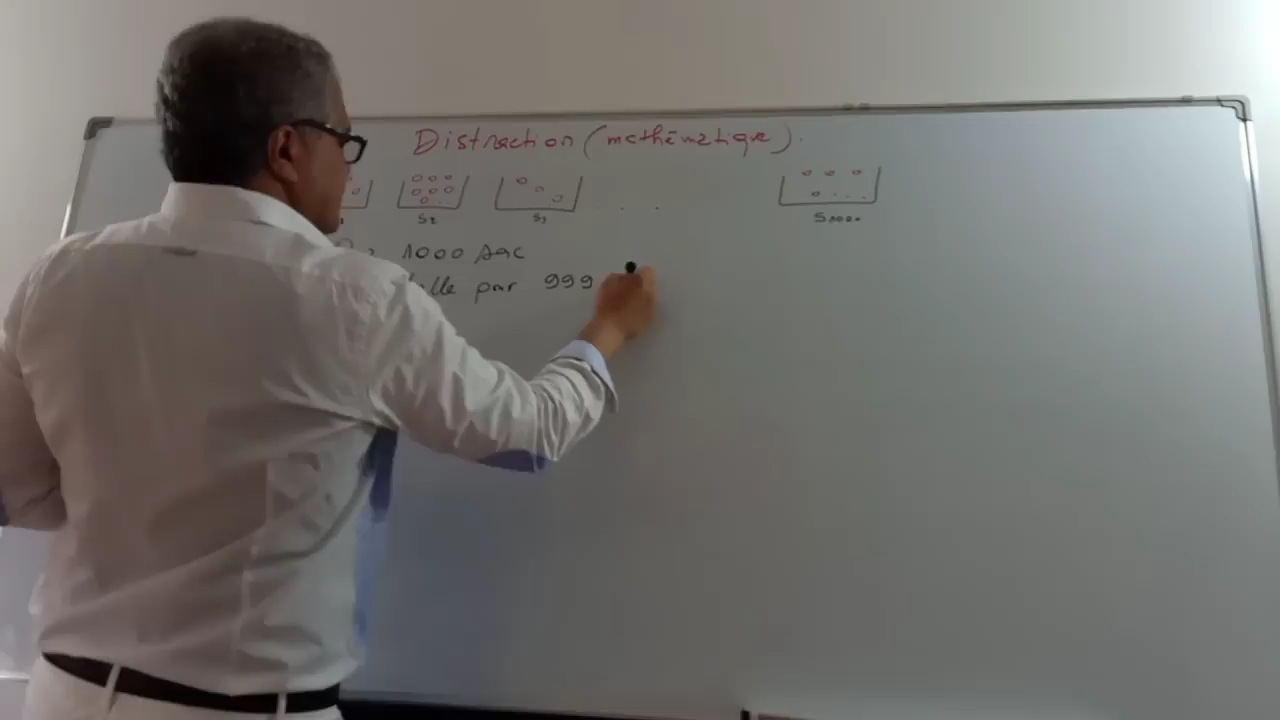 Distraction (mathématique).
S2 S3 S1000
1000 sac
par 999